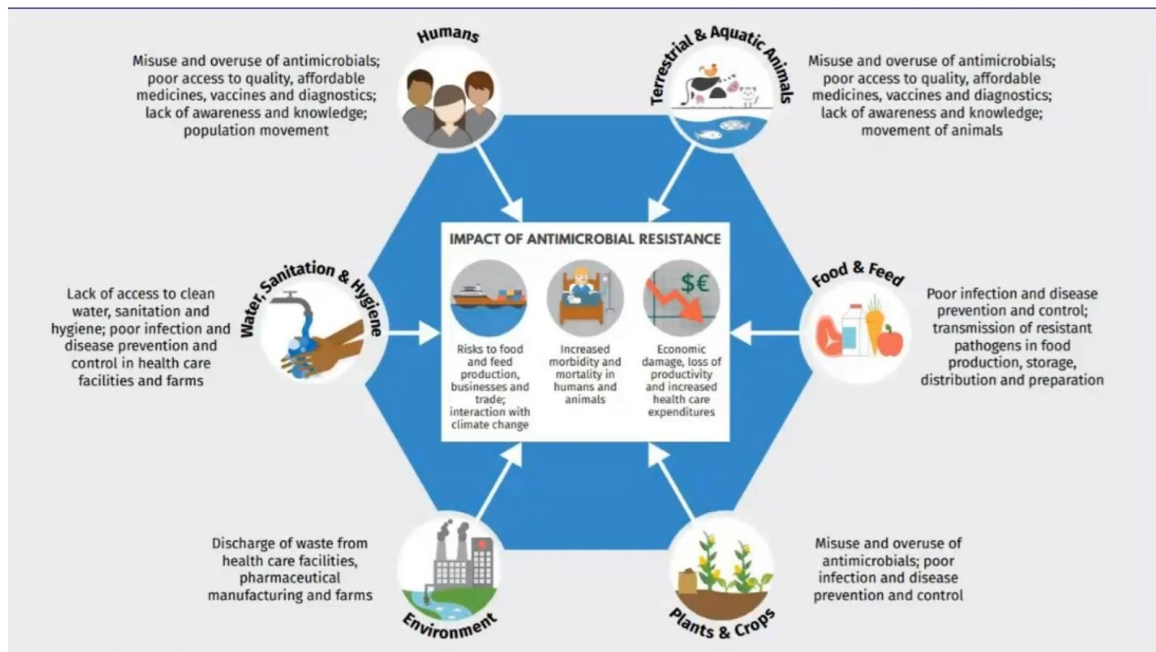 Humans
Misuse and overuse of antimicrobials;
poor access to quality, affordable
medicines, vaccines and diagnostics;
lack of awareness and knowledge;
population movement
Terrestrial & Aquatic Animals
Misuse and overuse of antimicrobials;
poor access to quality, affordable
medicines, vaccines and diagnostics;
lack of awareness and knowledge;
movement of animals
Water, Sanitation & Hygiene
Lack of access to clean
water, sanitation and
hygiene; poor infection and
disease prevention and
control in health care
facilities and farms
IMPACT OF ANTIMICROBIAL RESISTANCE
Risks to food
and feed
production,
businesses and
trade;
interaction with
climate change
Increased
morbidity and
mortality in
humans and
animals
$€
Economic
damage, loss of
productivity
and increased
health care
expenditures
Food & Feed
Poor infection and disease
prevention and control;
transmission of resistant
pathogens in food
production, storage,
distribution and preparation
Discharge of waste from
health care facilities,
pharmaceutical
manufacturing and farms
Environment
Plants & Crops
Misuse and overuse of
antimicrobials; poor
infection and disease
prevention and control